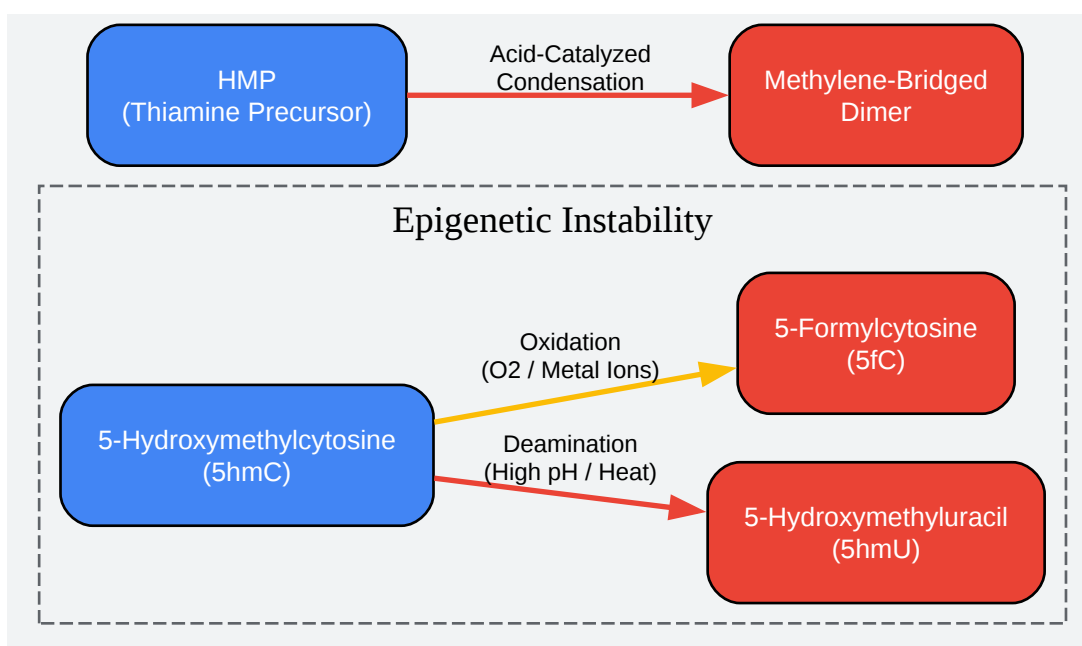 HMP
(Thiamine Precursor)
Acid-Catalyzed
Condensation
Methylene-Bridged
Dimer
Epigenetic Instability
5-Hydroxymethylcytosine
(5hmC)
Oxidation
(O2 / Metal Ions)
5-Formylcytosine
(5fC)
Deamination
(High pH / Heat)
5-Hydroxymethyluracil
(5hmU)